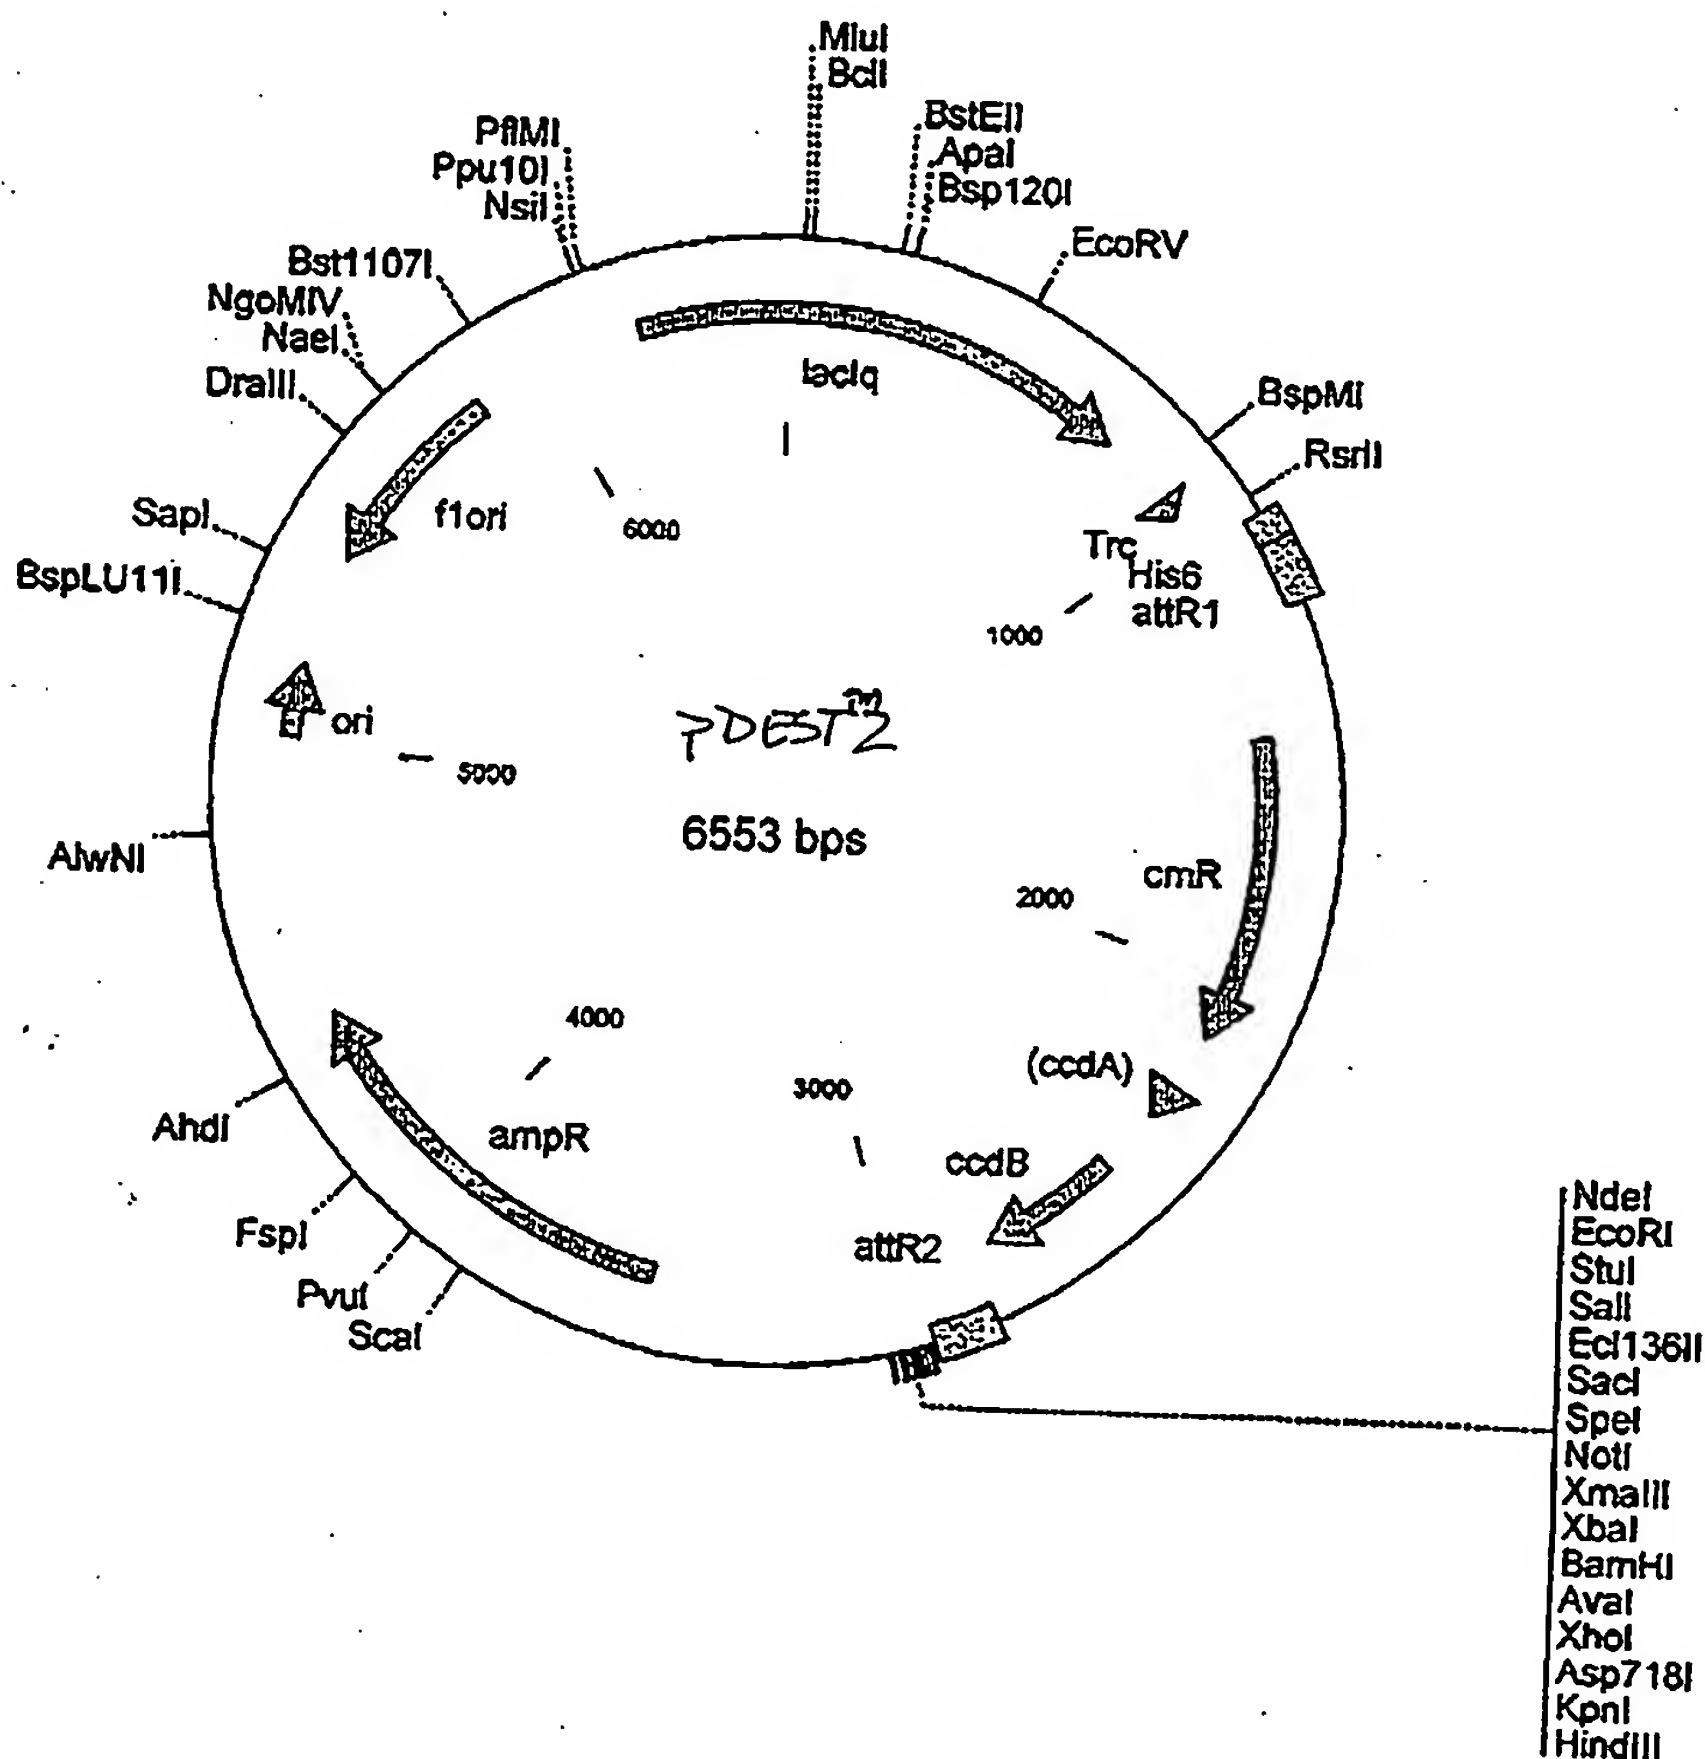 MluI
BclI
BstEII
ApaI
Bsp120I
EcoRV
PflMI
Ppu10I
NsiI
Bst1107I
NgoMIV
NaeI
DraIII
SapI
BspLU11I
AlwNI
AhdI
FspI
PvuI
ScaI
BspMI
RsrII
lacIq
f1ori
6000
Trc
His6
attR1
1000
ori
5000
pDEST™2
6553 bps
cmR
2000
4000
(ccdA)
3000
ampR
ccdB
attR2
NdeI
EcoRI
StuI
SalI
Ecl136II
SacI
SpeI
NotI
XmaIII
XbaI
BamHI
AvaI
XhoI
Asp718I
KpnI
HindIII